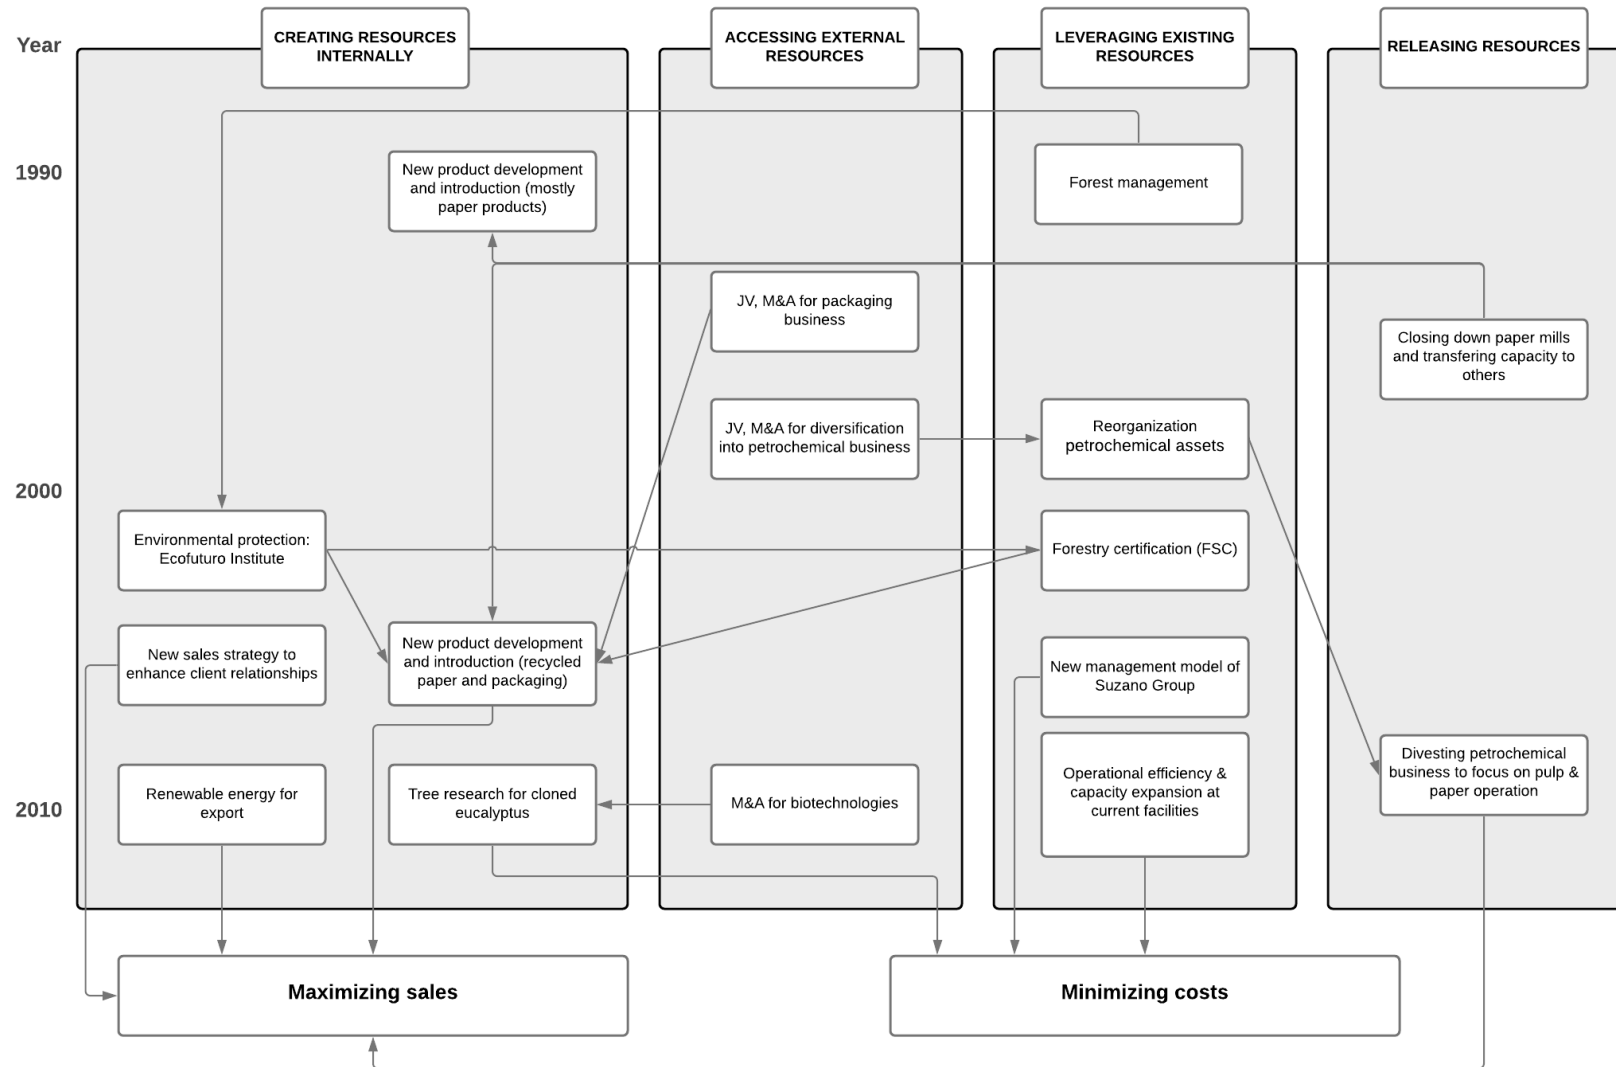 Year
CREATING RESOURCES
INTERNALLY
ACCESSING EXTERNAL
RESOURCES
LEVERAGING EXISTING
RESOURCES
RELEASING RESOURCES
1990
New product development
and introduction (mostly
paper products)
Forest management
JV, M&A for packaging
business
Closing down paper mills
and transfering capacity to
others
JV, M&A for diversification
into petrochemical business
Reorganization
petrochemical assets
2000
Environmental protection:
Ecofuturo Institute
Forestry certification (FSC)
New sales strategy to
enhance client relationships
New product development
and introduction (recycled
paper and packaging)
New management model of
Suzano Group
Divesting petrochemical
business to focus on pulp &
paper operation
2010
Renewable energy for
export
Tree research for cloned
eucalyptus
M&A for biotechnologies
Operational efficiency &
capacity expansion at
current facilities
Maximizing sales
Minimizing costs